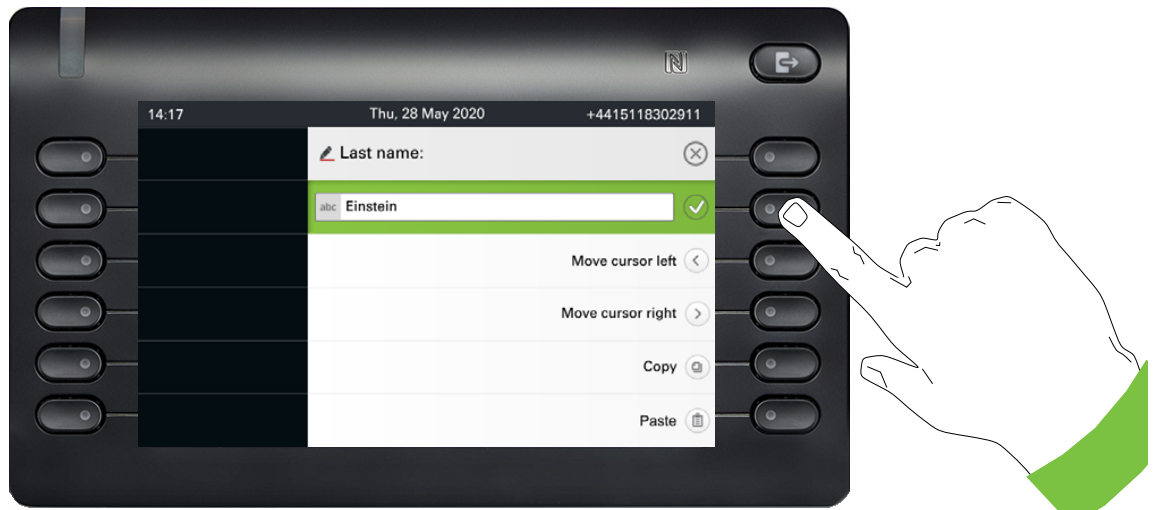 14:17 Thu, 28 May 2020 +4415118302911
Last name:
abc Einstein
Move cursor left
Move cursor right
Copy
Paste